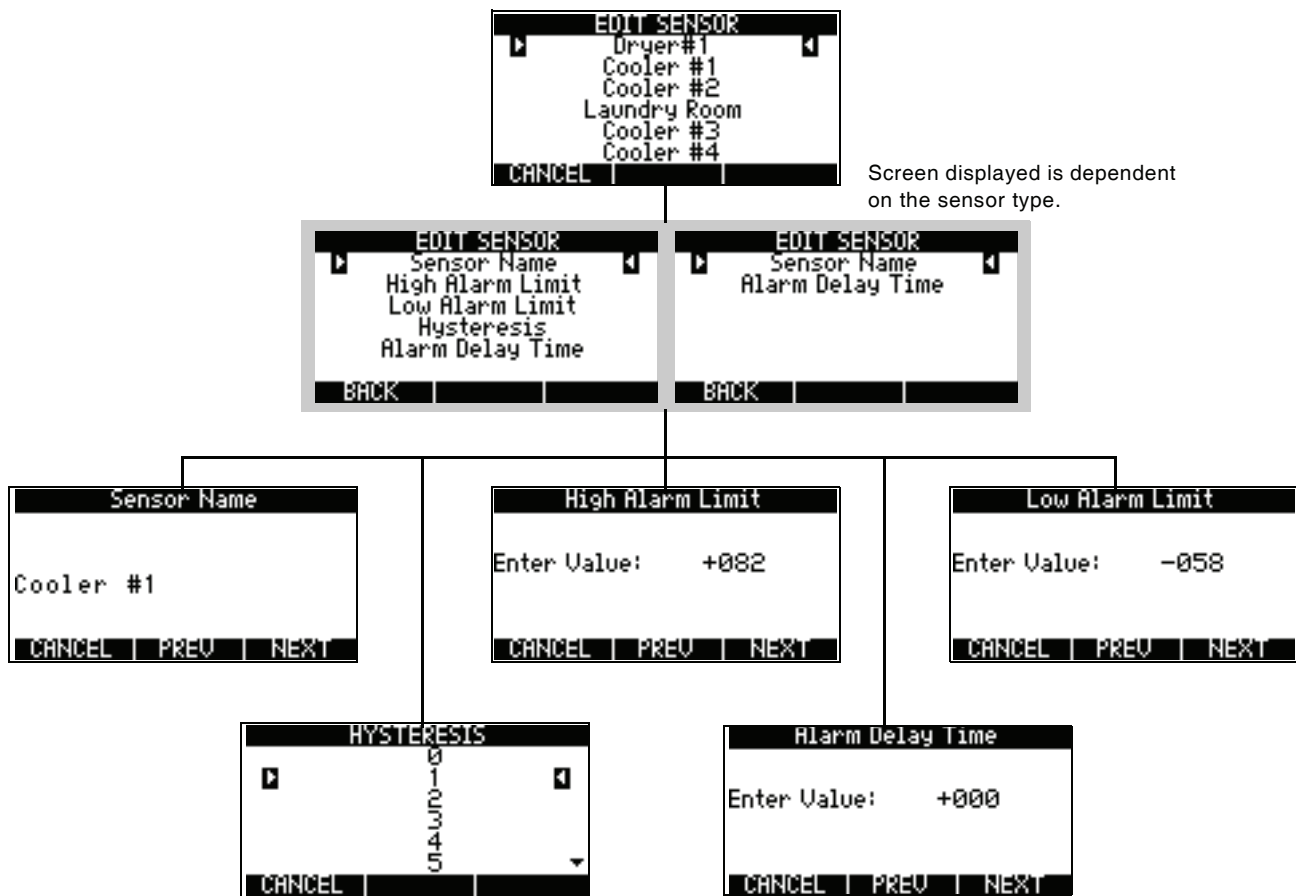 EDIT SENSOR
Dryer#1
Cooler #1
Cooler #2
Laundry Room
Cooler #3
Cooler #4
CANCEL | |
Screen displayed is dependent
on the sensor type.
EDIT SENSOR
Sensor Name
High Alarm Limit
Low Alarm Limit
Hysteresis
Alarm Delay Time
BACK | |
EDIT SENSOR
Sensor Name
Alarm Delay Time
BACK | |
Sensor Name
Cooler #1
CANCEL | PREV | NEXT
High Alarm Limit
Enter Value: +082
CANCEL | PREV | NEXT
Low Alarm Limit
Enter Value: -058
CANCEL | PREV | NEXT
HYSTERESIS
0
1
2
3
4
5
CANCEL | |
Alarm Delay Time
Enter Value: +000
CANCEL | PREV | NEXT